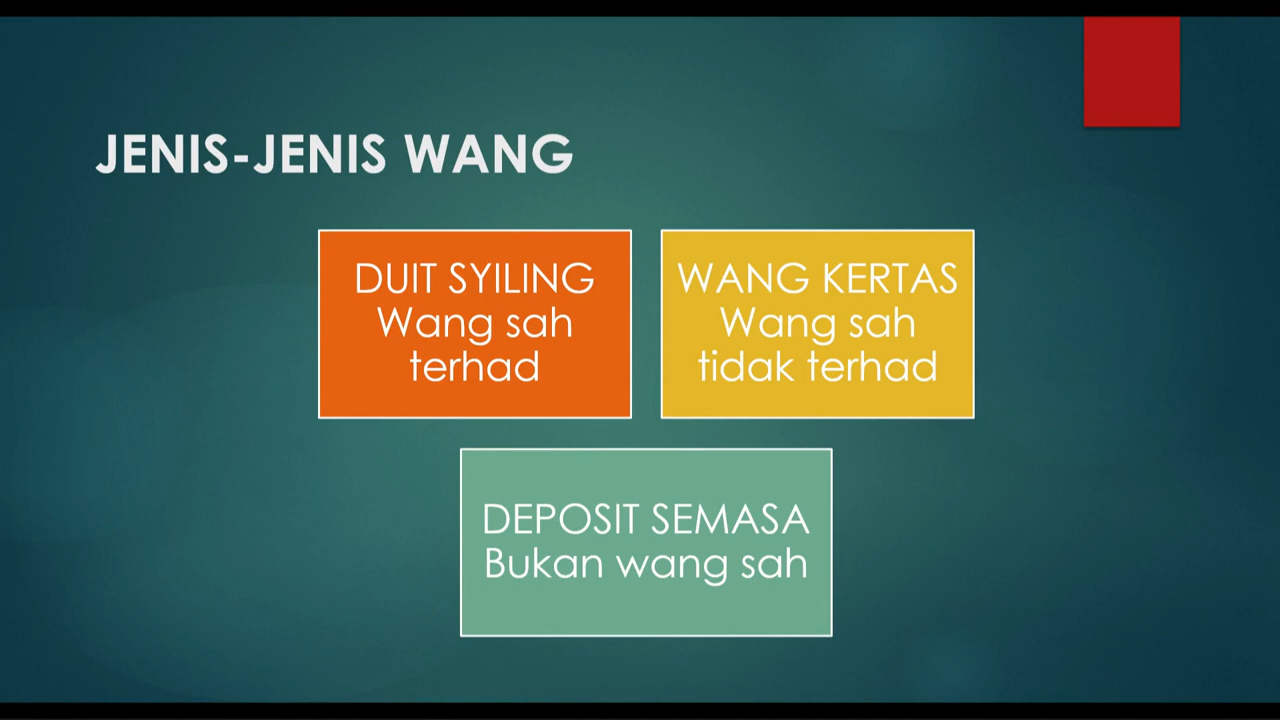 JENIS-JENIS WANG
DUIT SYILING
Wang sah
terhad
WANG KERTAS
Wang sah
tidak terhad
DEPOSIT SEMASA
Bukan wang sah